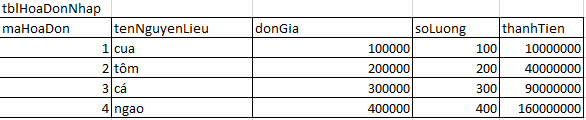 tblHoaDonNhap
maHoaDon tenNguyenLieu donGia soLuong thanhTien
1 cua 100000 100 10000000
2 tôm 200000 200 40000000
3 cá 300000 300 90000000
4 ngao 400000 400 160000000